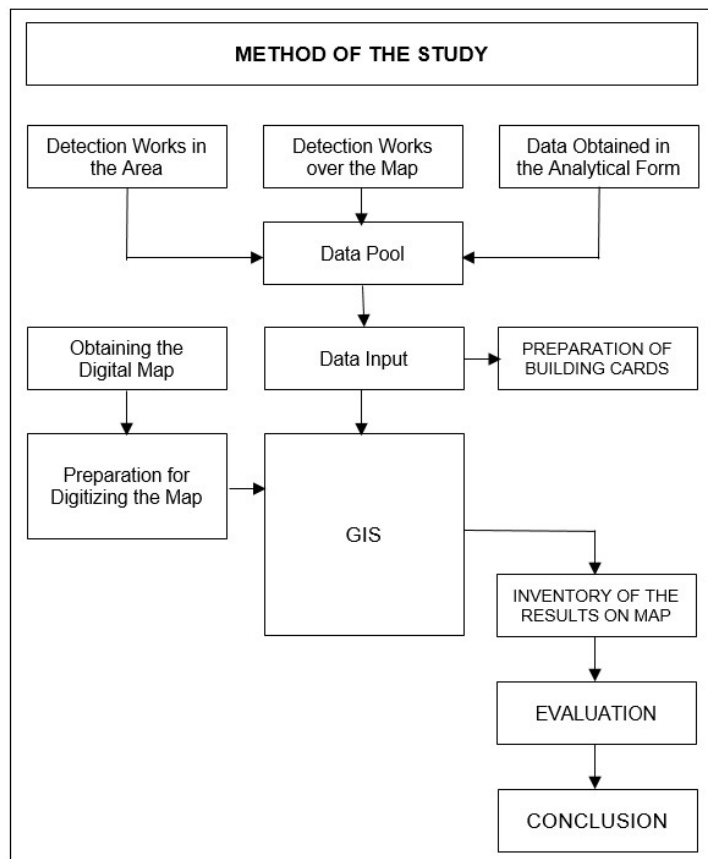 METHOD OF THE STUDY
Detection Works in
the Area
Detection Works
over the Map
Data Obtained in
the Analytical Form
Data Pool
Obtaining the
Digital Map
Data Input
PREPARATION OF
BUILDING CARDS
Preparation for
Digitizing the Map
GIS
INVENTORY OF THE
RESULTS ON MAP
EVALUATION
CONCLUSION